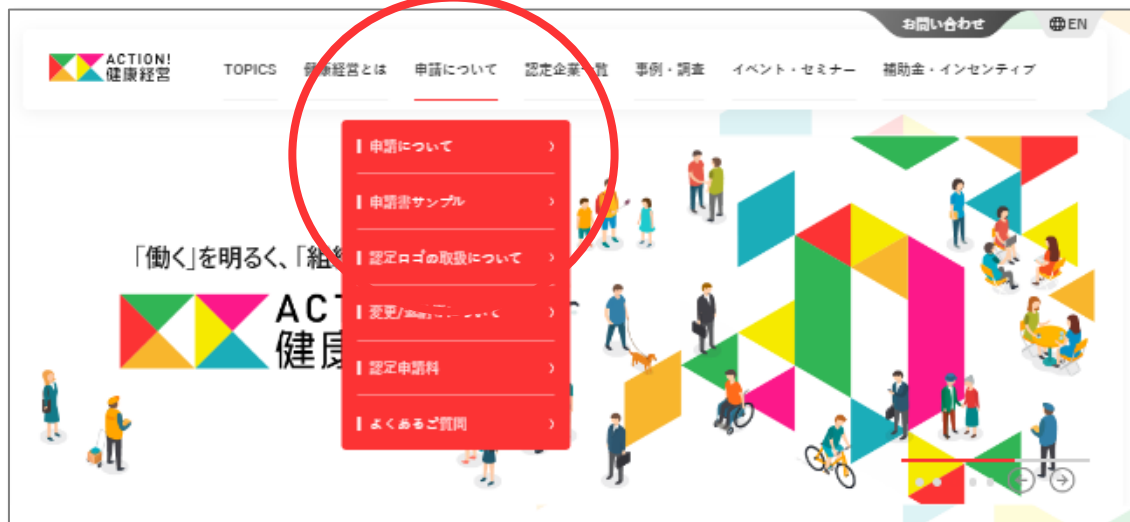 お問い合わせ
EN
ACTION!
健康経営
TOPICS
健康経営とは
申請について
認定企業一覧
事例・調査
イベント・セミナー
補助金・インセンティブ
申請について
申請書サンプル
認定ロゴの取扱について
変更/
認定申請料
よくあるご質問
「働く」を明るく、「組
ACT
健康